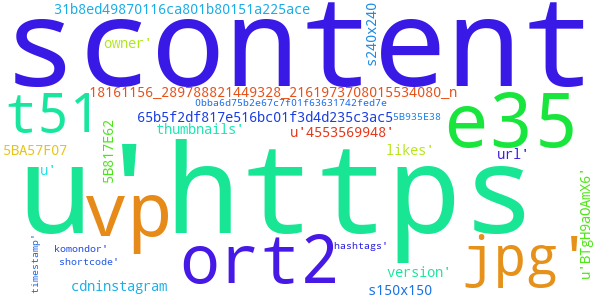 31b8ed49870116ca801b80151a225ace
s240x240
scontent
owner'
18161156_289788821449328_2161973708015534080_n
0bba6d75b2e67c7f01f63631742fed7e
t51
65b5f2df817e516bc01f3d4d235c3ac5
5B935E38
e35
thumbnails'
u'4553569948'
5BA57F07
5B817E62
likes'
url'
u'
u'https
vp
u'BTgH9aOAmX6'
ort2
jpg'
hashtags'
timestamp'
komondor'
shortcode'
version'
cdninstagram
s150x150